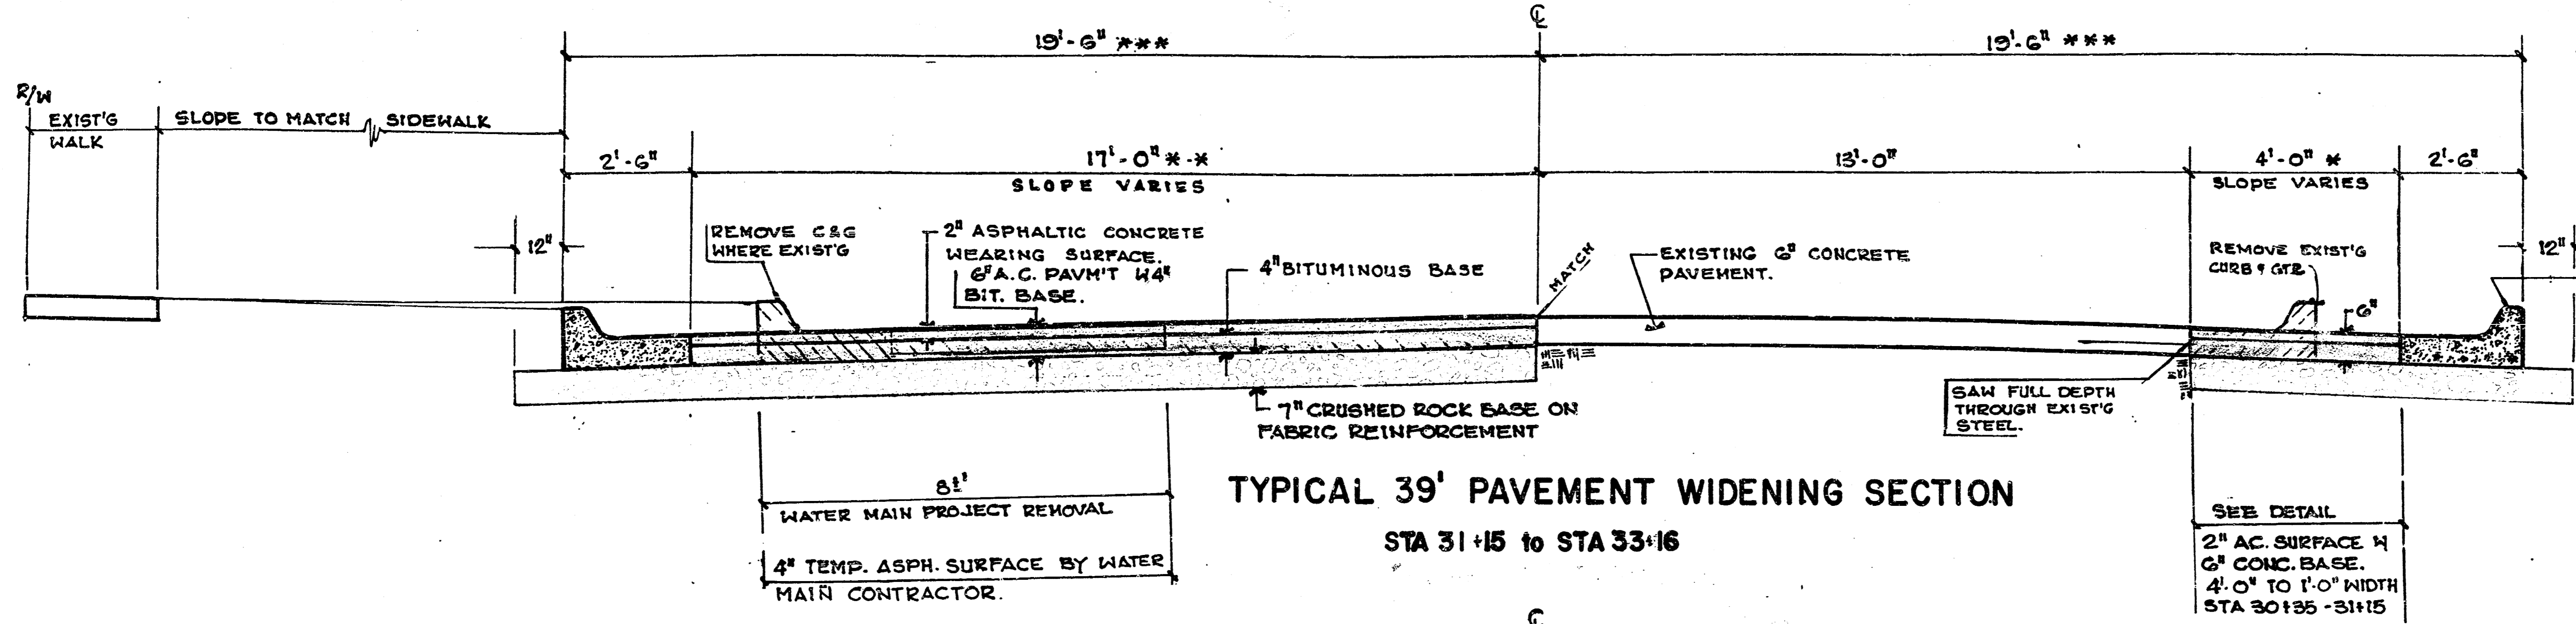 ℄
19'-6" ***
19'-6" ***
R/W
EXIST'G
WALK
SLOPE TO MATCH SIDEWALK
2'-6"
17'-0" *-*
SLOPE VARIES
13'-0"
4'-0" *
SLOPE VARIES
2'-6"
12"
REMOVE C&G
WHERE EXIST'G
2" ASPHALTIC CONCRETE
WEARING SURFACE.
6" A.C. PAVM'T W4"
BIT. BASE.
4" BITUMINOUS BASE
MATCH
EXISTING 6" CONCRETE
PAVEMENT.
REMOVE EXIST'G
CURB & GTR
12"
6"
7" CRUSHED ROCK BASE ON
FABRIC REINFORCEMENT
SAW FULL DEPTH
THROUGH EXIST'G
STEEL.
8±'
WATER MAIN PROJECT REMOVAL
4" TEMP. ASPH. SURFACE BY WATER
MAIN CONTRACTOR.
TYPICAL 39' PAVEMENT WIDENING SECTION
STA 31+15 to STA 33+16
SEE DETAIL
2" AC. SURFACE W
6" CONC. BASE.
4'-0" TO 1'-0" WIDTH
STA 30+35 - 31+15
℄